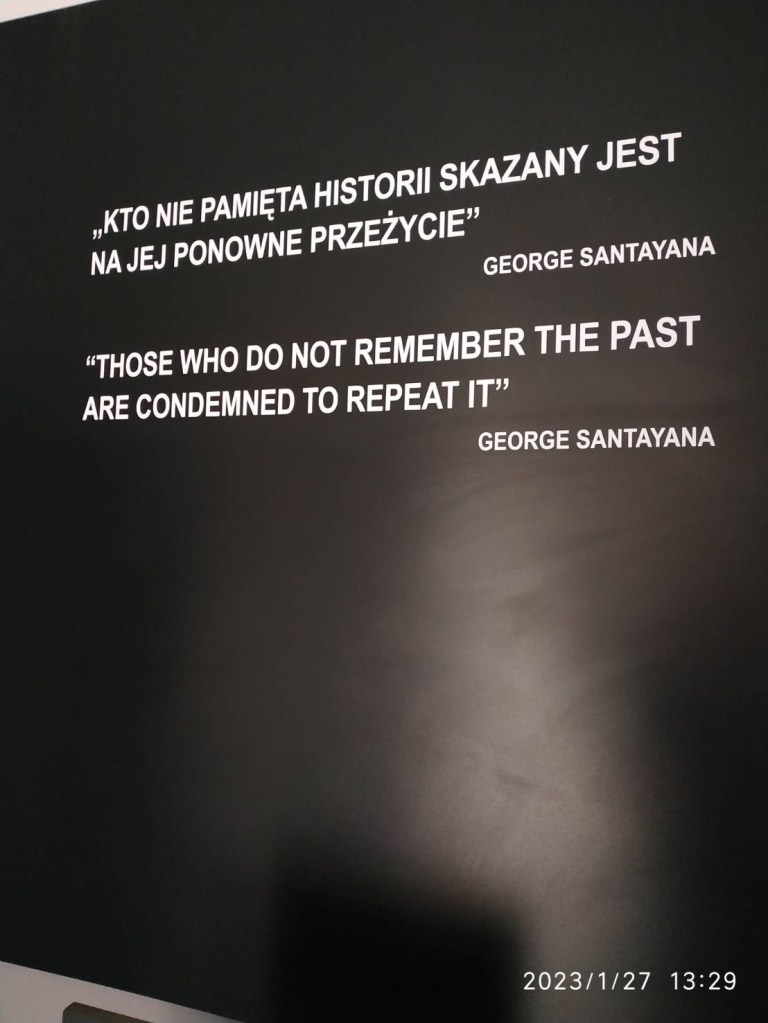 „KTO NIE PAMIĘTA HISTORII SKAZANY JEST
NA JEJ PONOWNE PRZEŻYCIE”
GEORGE SANTAYANA
“THOSE WHO DO NOT REMEMBER THE PAST
ARE CONDEMNED TO REPEAT IT”
GEORGE SANTAYANA
2023/1/27 13:29